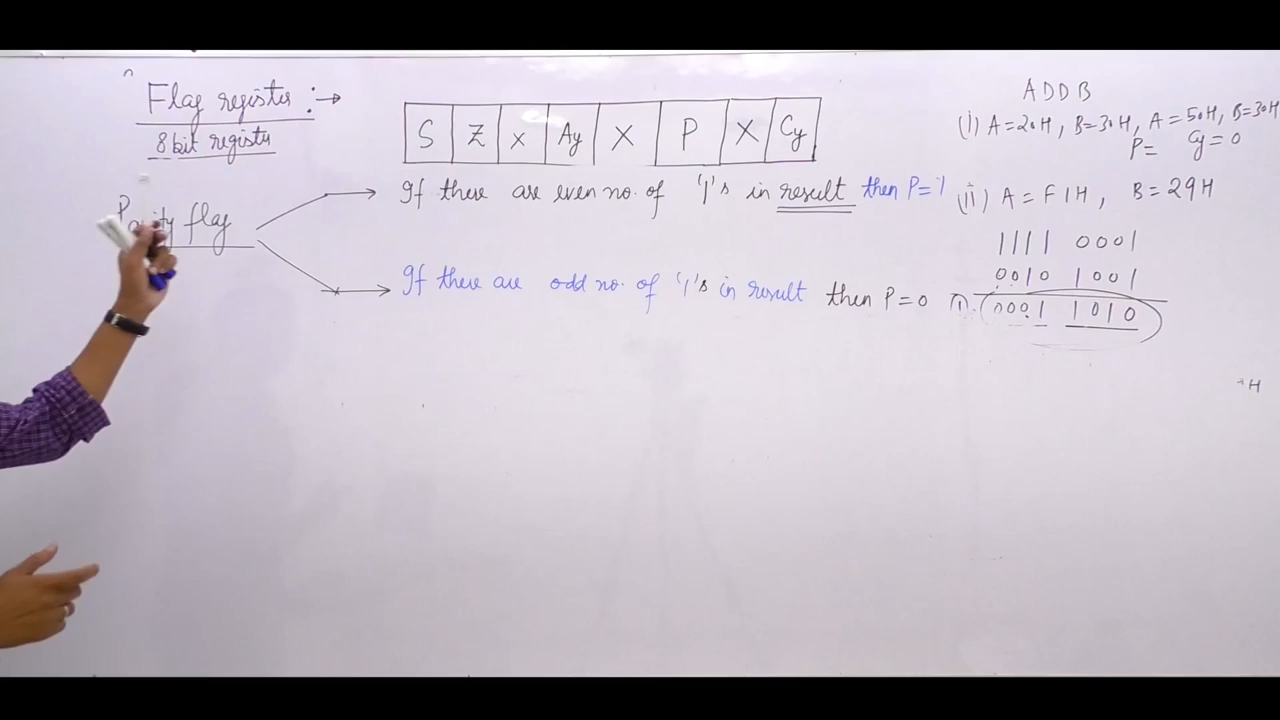 Flag register :→
8 bit register
S Z X Ay X P X Cy
Parity flag
If there are even no. of '1's in result then P=1
If there are odd no. of '1's in result then P=0
ADD B
(i) A=20H, B=30H, A=50H, B=30H
P= Cy=0
(ii) A=F1H, B=29H
1111 0001
0010 1001
1 0001 1010
H